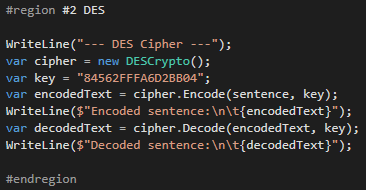 #region #2 DES
WriteLine("--- DES Cipher ---");
var cipher = new DESCrypto();
var key = "84562FFFA6D2BB04";
var encodedText = cipher.Encode(sentence, key);
WriteLine($"Encoded sentence:\n\t{encodedText}");
var decodedText = cipher.Decode(encodedText, key);
WriteLine($"Decoded sentence:\n\t{decodedText}");
#endregion